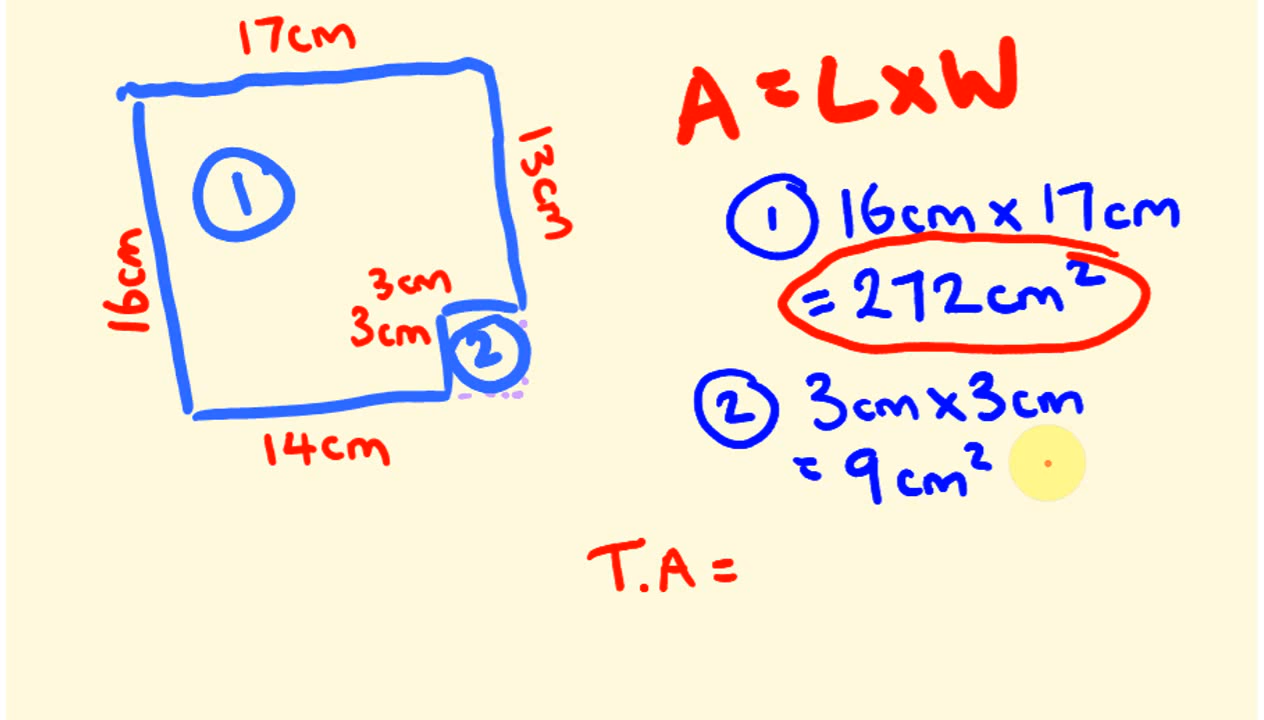 17cm
A = L×W
1
13cm
1 16cm × 17cm
16cm
= 272cm²
3cm
3cm
2
2 3cm × 3cm
= 9cm²
14cm
T.A =